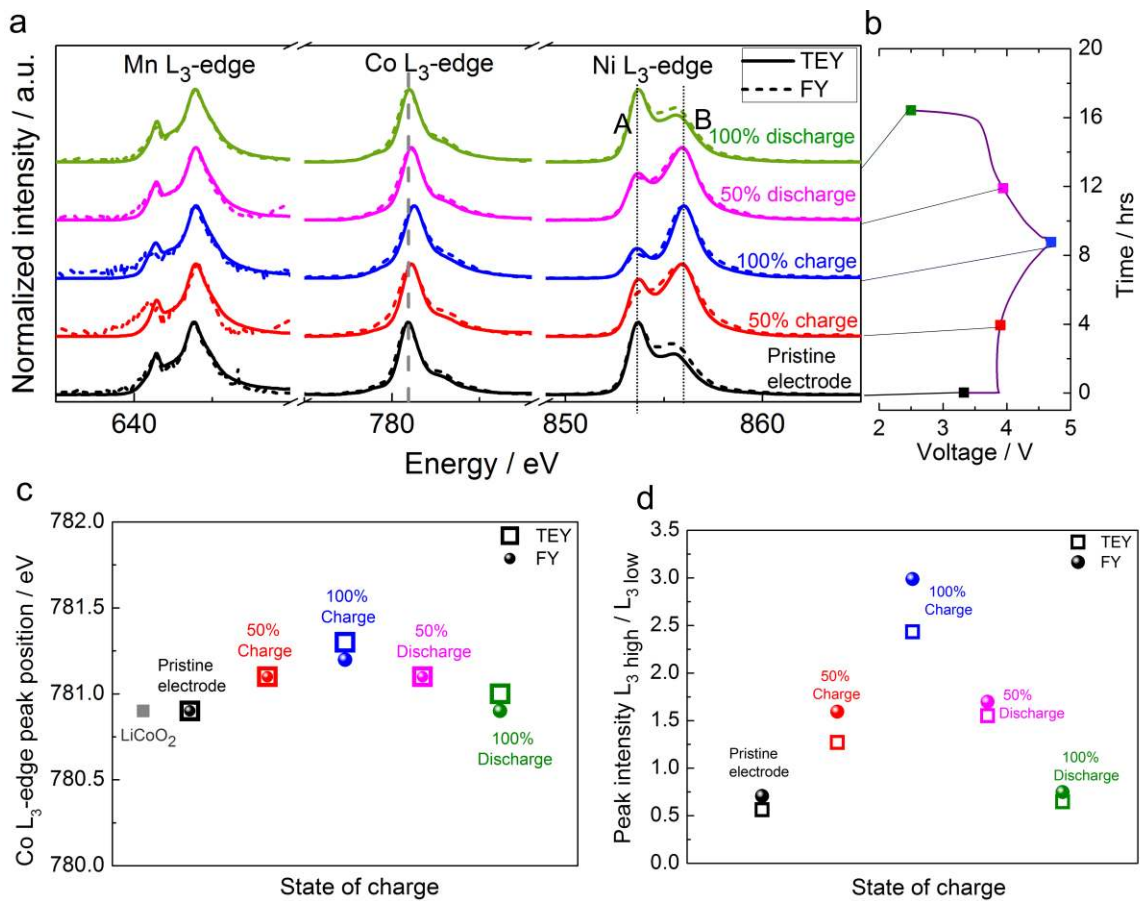 a
b
Mn L3-edge
Co L3-edge
Ni L3-edge
TEY
FY
A
B
100% discharge
50% discharge
100% charge
50% charge
Pristine
electrode
Normalized intensity / a.u.
640
780
850
860
Energy / eV
20
16
12
8
4
0
Time / hrs
2
3
4
5
Voltage / V
c
782.0
781.5
781.0
780.5
780.0
Co L3-edge peak position / eV
TEY
FY
LiCoO2
Pristine
electrode
50%
Charge
100%
Charge
50%
Discharge
100%
Discharge
State of charge
d
3.5
3.0
2.5
2.0
1.5
1.0
0.5
0.0
Peak intensity L3 high / L3 low
TEY
FY
Pristine
electrode
50%
Charge
100%
Charge
50%
Discharge
100%
Discharge
State of charge